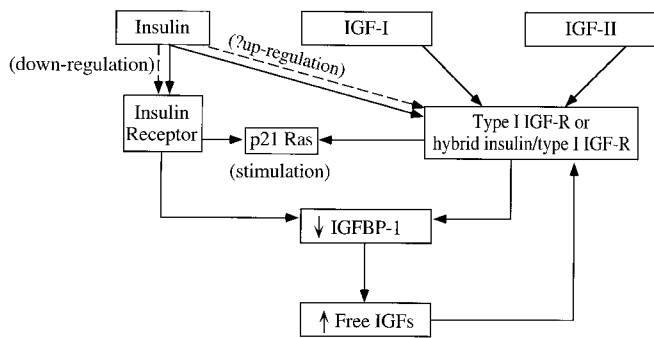 Insulin
IGF-I
IGF-II
(down-regulation)
(?up-regulation)
Insulin
Receptor
p21 Ras
(stimulation)
Type I IGF-R or
hybrid insulin/type I IGF-R
↓ IGFBP-1
↑ Free IGFs